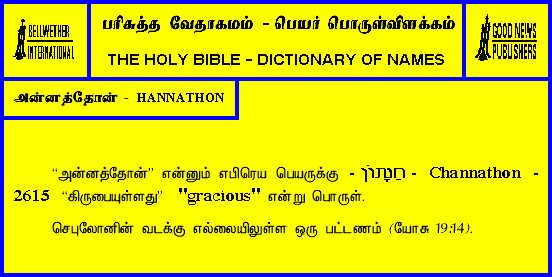 BELLWETHER
INTERNATIONAL
பரிசுத்த வேதாகமம் - பெயர் பொருள்விளக்கம்
THE HOLY BIBLE - DICTIONARY OF NAMES
GOOD NEWS
PUBLISHERS
அன்னத்தோன் - HANNATHON
“அன்னத்தோன்” என்னும் எபிரெய பெயருக்கு - חַנָּתֹן - Channathon -
2615 “கிருபையுள்ளது” "gracious" என்று பொருள்.
செபுலோனின் வடக்கு எல்லையிலுள்ள ஒரு பட்டணம் (யோசு 19:14).